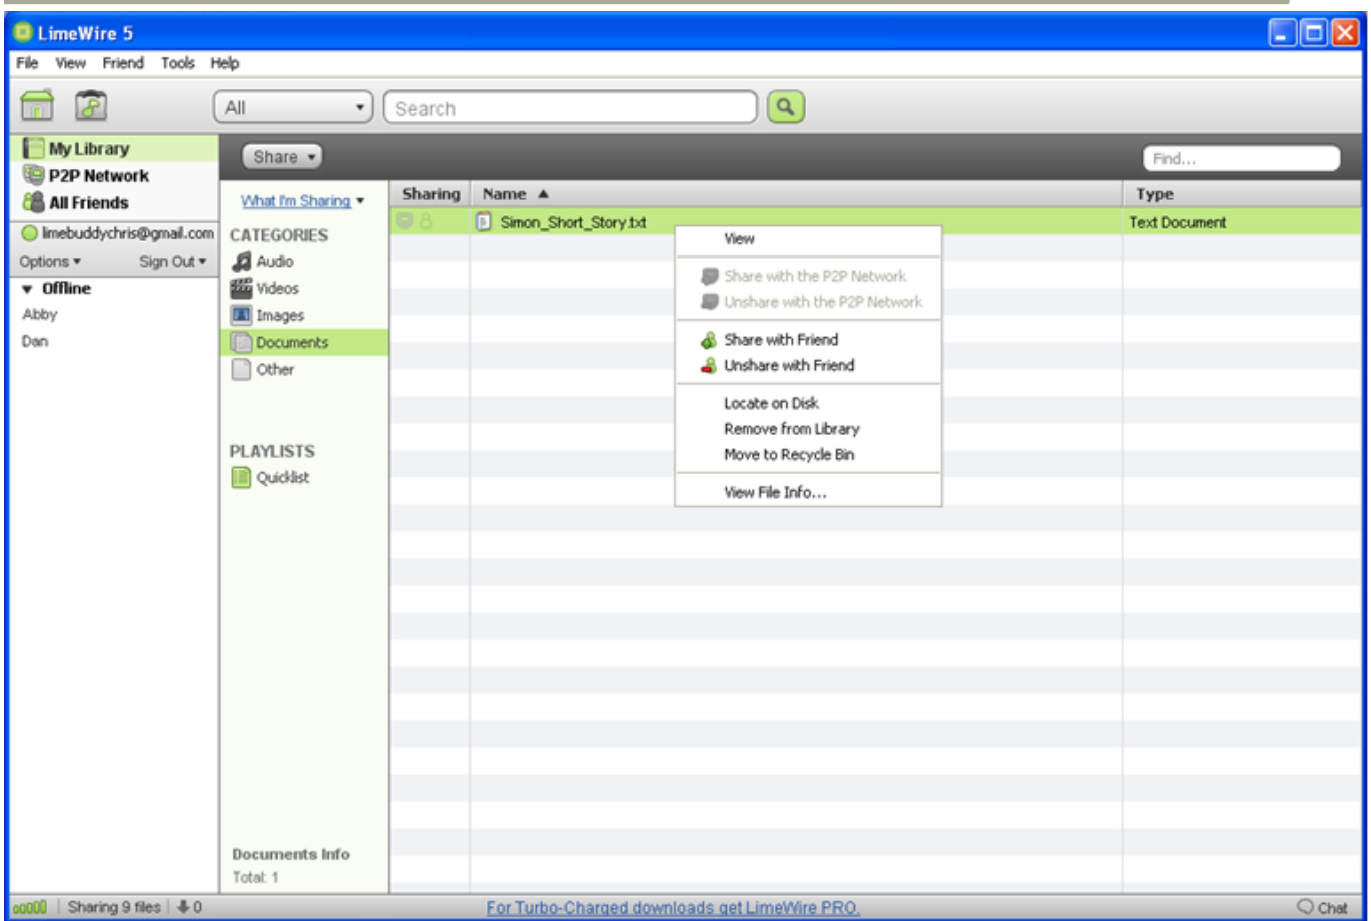 LimeWire 5
File View Friend Tools Help
All
Search
My Library
P2P Network
All Friends
limebuddychris@gmail.com
Options
Sign Out
Offline
Abby
Dan
Share
Find...
What I'm Sharing
CATEGORIES
Audio
Videos
Images
Documents
Other
PLAYLISTS
Quicklist
Documents Info
Total: 1
Sharing Name Type
Simon_Short_Story.txt Text Document
View
Share with the P2P Network
Unshare with the P2P Network
Share with Friend
Unshare with Friend
Locate on Disk
Remove from Library
Move to Recycle Bin
View File Info...
Sharing 9 files 0
For Turbo-Charged downloads get LimeWire PRO.
Chat